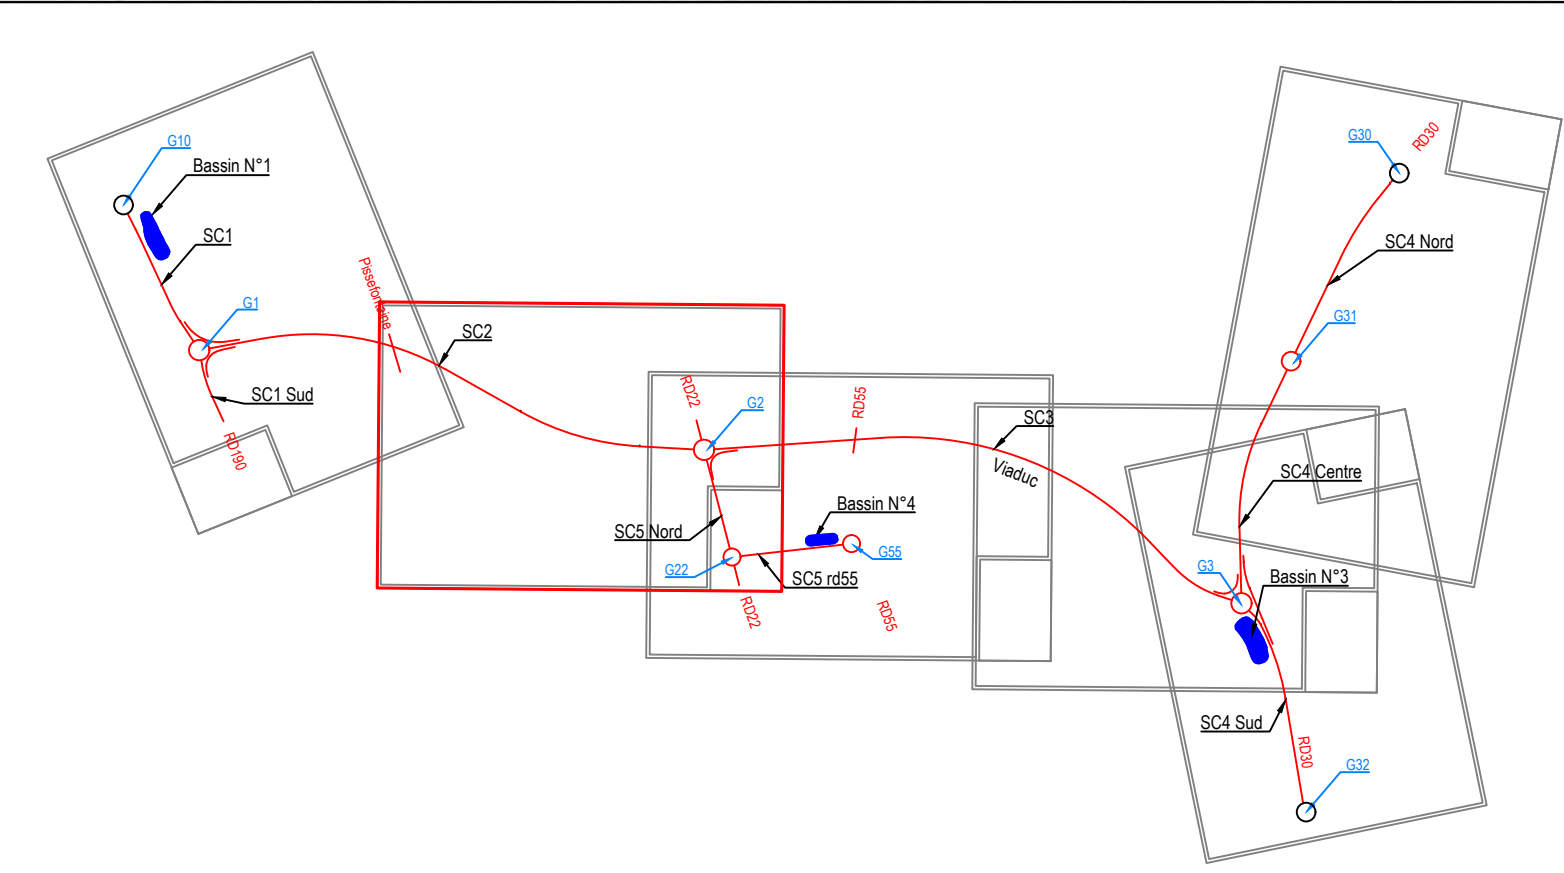 G10
Bassin N°1
SC1
G1
Pissefontaine
SC1 Sud
RD190
SC2
RD22
G2
RD55
SC3
Viaduc
SC5 Nord
Bassin N°4
G22
G55
SC5 rd55
RD22
RD55
G30
RD30
SC4 Nord
G31
SC4 Centre
G3
Bassin N°3
SC4 Sud
RD30
G32